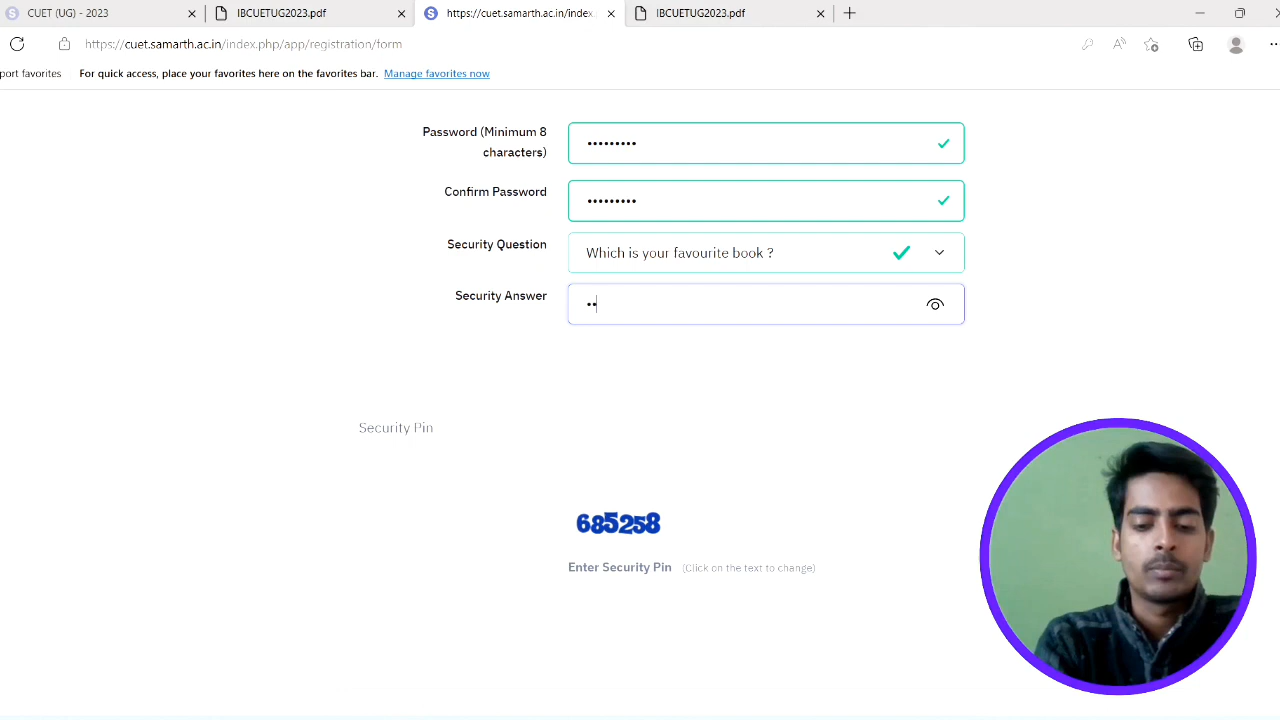 CUET (UG) - 2023
IBCUETUG2023.pdf
https://cuet.samarth.ac.in/index.
IBCUETUG2023.pdf
https://cuet.samarth.ac.in/index.php/app/registration/form
port favorites
For quick access, place your favorites here on the favorites bar. Manage favorites now
Password (Minimum 8
characters)
•••••••••
Confirm Password
•••••••••
Security Question
Which is your favourite book ?
Security Answer
••
Security Pin
685258
Enter Security Pin (Click on the text to change)